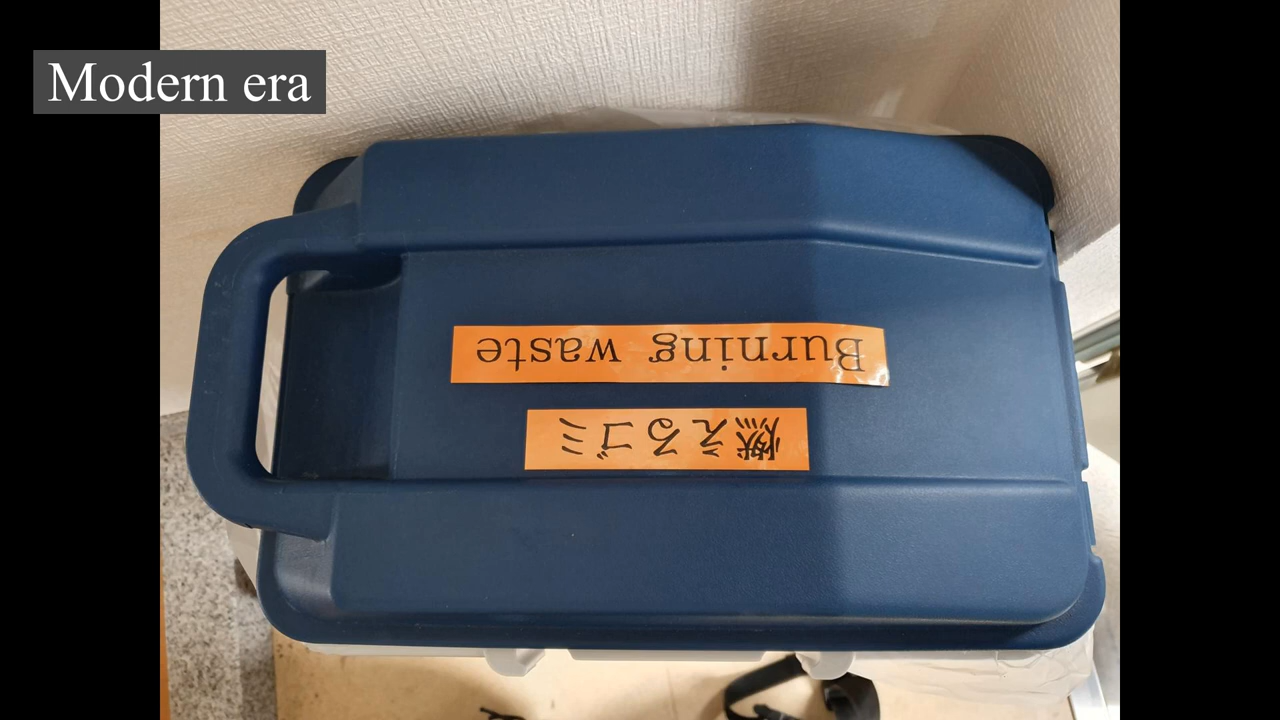 Modern era
Burning waste
燃えるゴミ